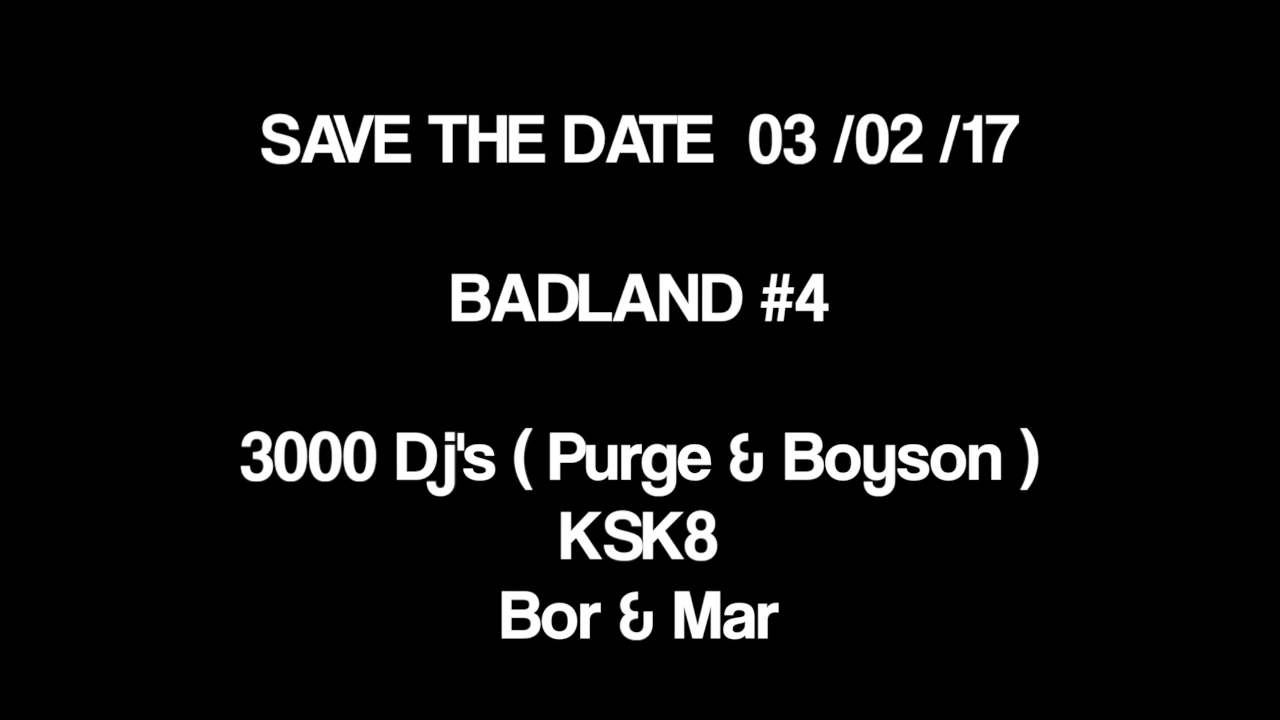 SAVE THE DATE  03 /02 /17
BADLAND #4
3000 Dj's ( Purge & Boyson )
KSK8
Bor & Mar